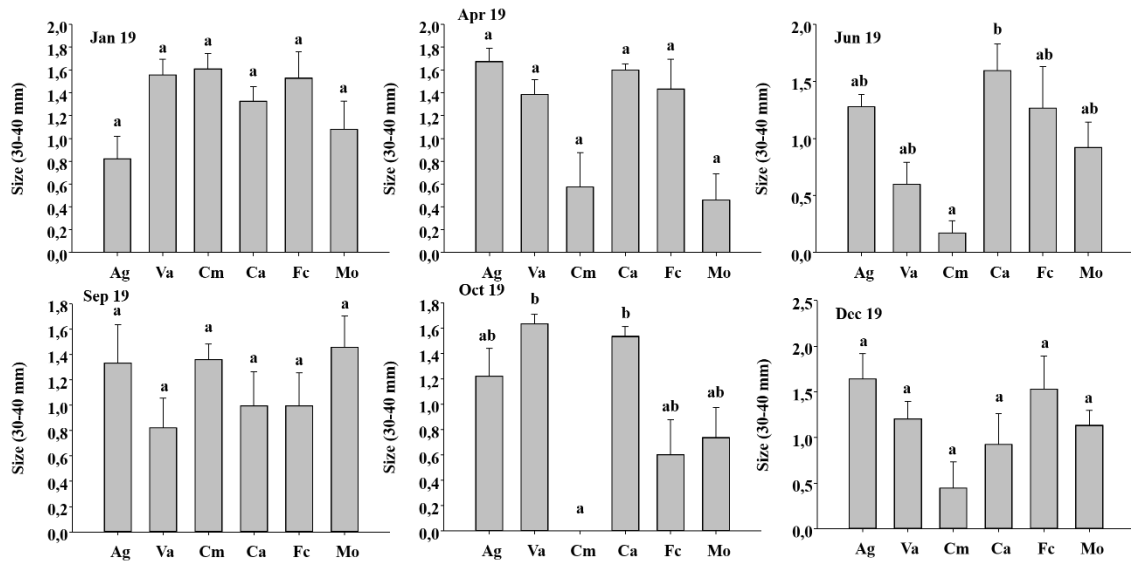 Jan 19
Size (30-40 mm)
2,0
1,8
1,6
1,4
1,2
1,0
0,8
0,6
0,4
0,2
0,0
a a a a a a
Ag Va Cm Ca Fc Mo
Apr 19
Size (30-40 mm)
2,0
1,8
1,6
1,4
1,2
1,0
0,8
0,6
0,4
0,2
0,0
a a a a a a
Ag Va Cm Ca Fc Mo
Jun 19
Size (30-40 mm)
2,0
1,5
1,0
0,5
0,0
ab ab a b ab ab
Ag Va Cm Ca Fc Mo
Sep 19
Size (30-40 mm)
1,8
1,6
1,4
1,2
1,0
0,8
0,6
0,4
0,2
0,0
a a a a a a
Ag Va Cm Ca Fc Mo
Oct 19
Size (30-40 mm)
1,8
1,6
1,4
1,2
1,0
0,8
0,6
0,4
0,2
0,0
ab b a b ab ab
Ag Va Cm Ca Fc Mo
Dec 19
Size (30-40 mm)
2,5
2,0
1,5
1,0
0,5
0,0
a a a a a a
Ag Va Cm Ca Fc Mo